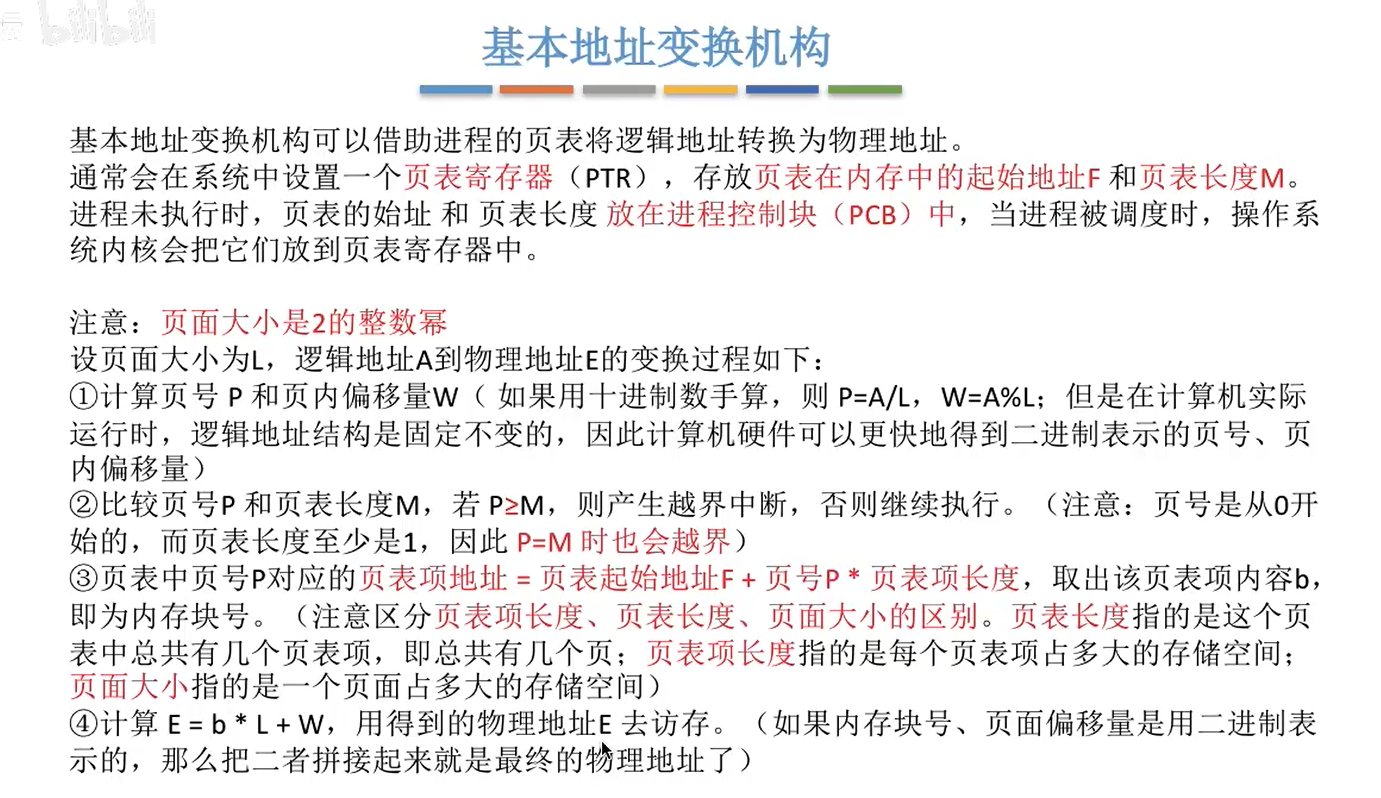 bilibili
基本地址变换机构
基本地址变换机构可以借助进程的页表将逻辑地址转换为物理地址。
通常会在系统中设置一个页表寄存器（PTR），存放页表在内存中的起始地址F 和页表长度M。
进程未执行时，页表的始址 和 页表长度 放在进程控制块（PCB）中，当进程被调度时，操作系
统内核会把它们放到页表寄存器中。
注意：页面大小是2的整数幂
设页面大小为L，逻辑地址A到物理地址E的变换过程如下：
①计算页号 P 和页内偏移量W（ 如果用十进制数手算，则 P=A/L，W=A%L；但是在计算机实际
运行时，逻辑地址结构是固定不变的，因此计算机硬件可以更快地得到二进制表示的页号、页
内偏移量）
②比较页号P 和页表长度M，若 P≥M，则产生越界中断，否则继续执行。（注意：页号是从0开
始的，而页表长度至少是1，因此 P=M 时也会越界）
③页表中页号P对应的页表项地址 = 页表起始地址F + 页号P * 页表项长度，取出该页表项内容b，
即为内存块号。（注意区分页表项长度、页表长度、页面大小的区别。页表长度指的是这个页
表中总共有几个页表项，即总共有几个页；页表项长度指的是每个页表项占多大的存储空间；
页面大小指的是一个页面占多大的存储空间）
④计算 E = b * L + W，用得到的物理地址E 去访存。（如果内存块号、页面偏移量是用二进制表
示的，那么把二者拼接起来就是最终的物理地址了）